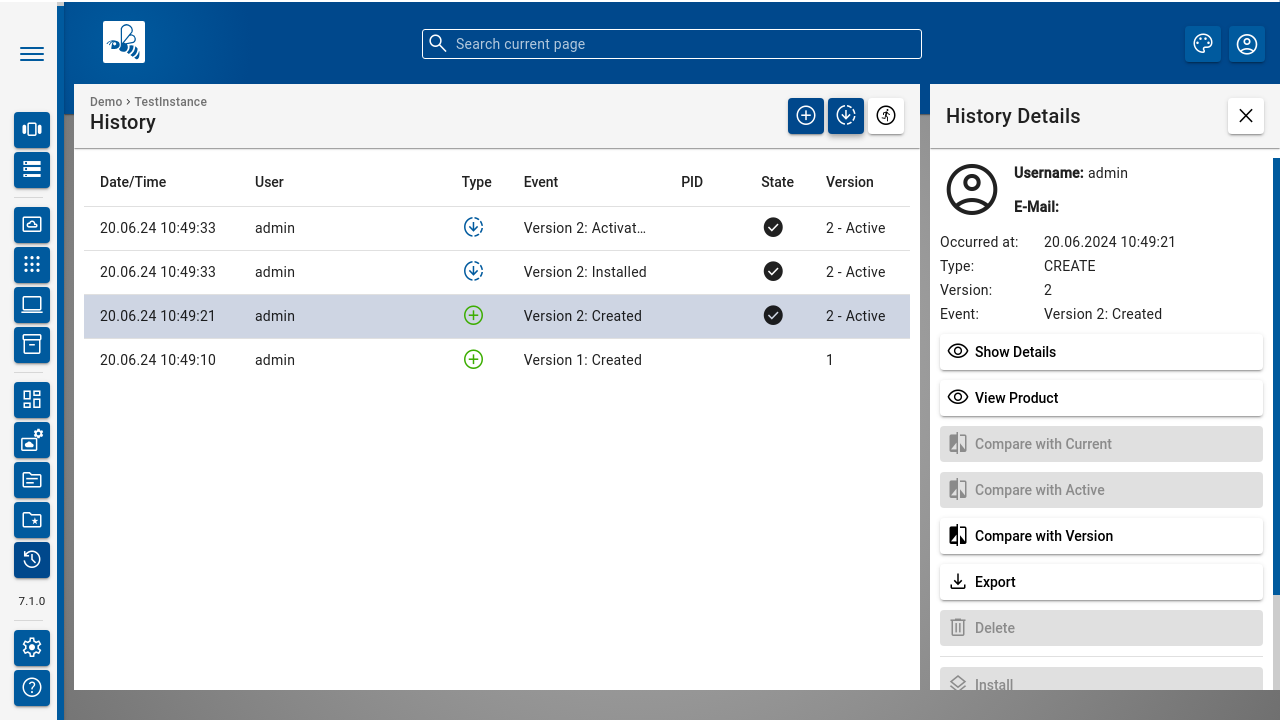 Search current page
Demo › TestInstance
History
Date/Time User Type Event PID State Version
20.06.24 10:49:33 admin Version 2: Activat… 2 - Active
20.06.24 10:49:33 admin Version 2: Installed 2 - Active
20.06.24 10:49:21 admin Version 2: Created 2 - Active
20.06.24 10:49:10 admin Version 1: Created 1
7.1.0
History Details
Username: admin
E-Mail:
Occurred at: 20.06.2024 10:49:21
Type: CREATE
Version: 2
Event: Version 2: Created
Show Details
View Product
Compare with Current
Compare with Active
Compare with Version
Export
Delete
Install